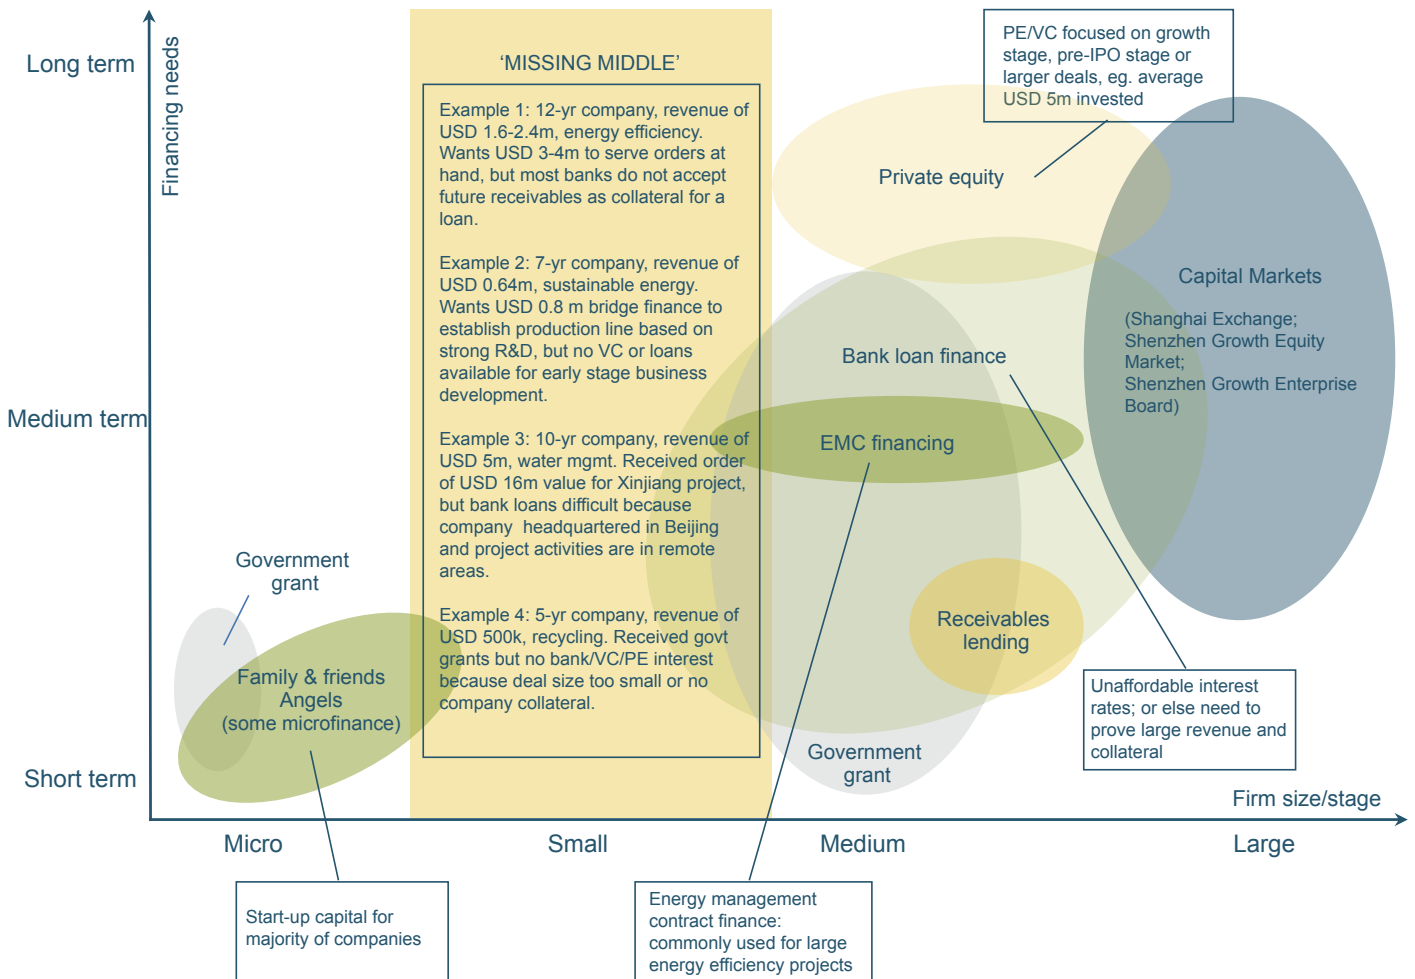 Long term
Financing needs
'MISSING MIDDLE'
Example 1: 12-yr company, revenue of
USD 1.6-2.4m, energy efficiency.
Wants USD 3-4m to serve orders at
hand, but most banks do not accept
future receivables as collateral for a
loan.
Example 2: 7-yr company, revenue of
USD 0.64m, sustainable energy.
Wants USD 0.8 m bridge finance to
establish production line based on
strong R&D, but no VC or loans
available for early stage business
development.
Example 3: 10-yr company, revenue of
USD 5m, water mgmt. Received order
of USD 16m value for Xinjiang project,
but bank loans difficult because
company headquartered in Beijing
and project activities are in remote
areas.
Example 4: 5-yr company, revenue of
USD 500k, recycling. Received govt
grants but no bank/VC/PE interest
because deal size too small or no
company collateral.
PE/VC focused on growth
stage, pre-IPO stage or
larger deals, eg. average
USD 5m invested
Private equity
Capital Markets
(Shanghai Exchange;
Shenzhen Growth Equity
Market;
Shenzhen Growth Enterprise
Board)
Bank loan finance
Medium term
EMC financing
Government
grant
Family & friends
Angels
(some microfinance)
Receivables
lending
Unaffordable interest
rates; or else need to
prove large revenue and
collateral
Government
grant
Short term
Firm size/stage
Micro
Small
Medium
Large
Start-up capital for
majority of companies
Energy management
contract finance:
commonly used for large
energy efficiency projects